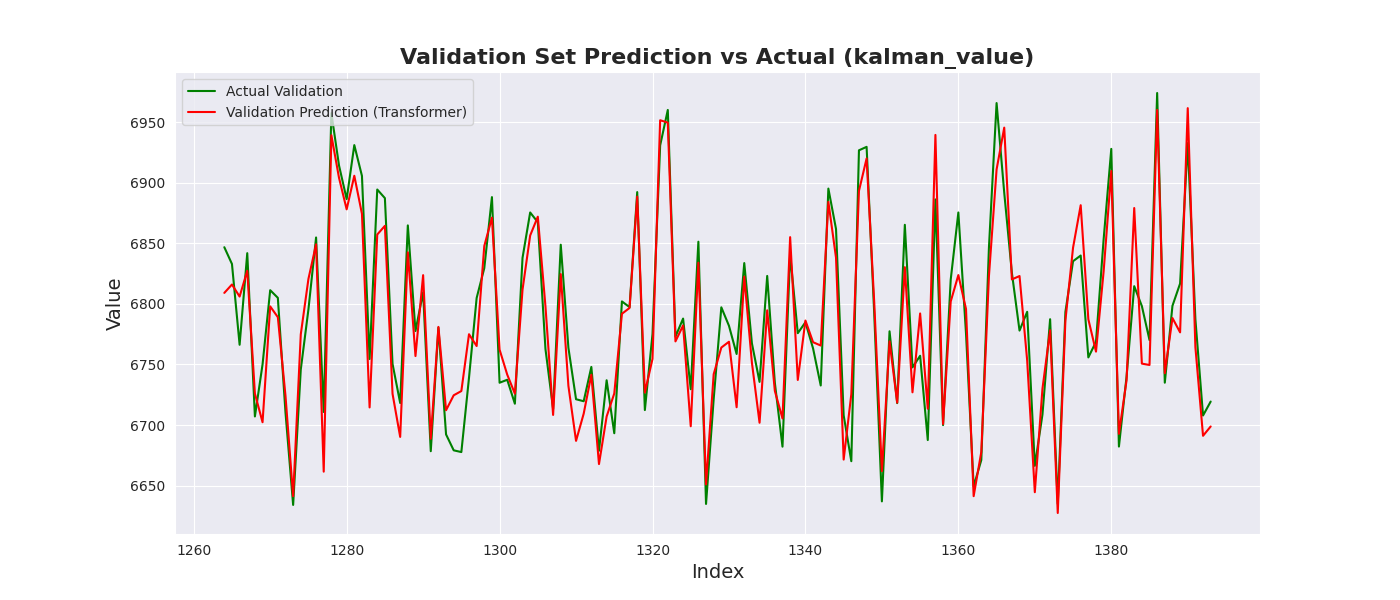 Validation Set Prediction vs Actual (kalman_value)
Actual Validation
Validation Prediction (Transformer)
6950
6900
6850
6800
6750
6700
6650
Value
1260 1280 1300 1320 1340 1360 1380
Index